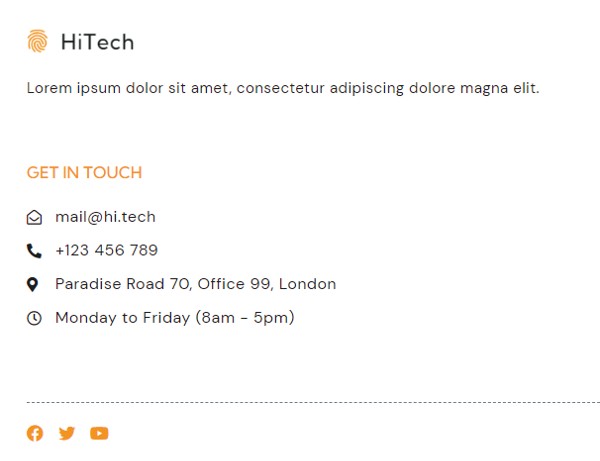 HiTech
Lorem ipsum dolor sit amet, consectetur adipiscing dolore magna elit.
GET IN TOUCH
mail@hi.tech
+123 456 789
Paradise Road 70, Office 99, London
Monday to Friday (8am - 5pm)